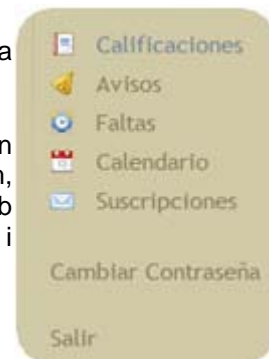 Calificaciones
a
Avisos
Faltas
n
Calendario
n,
Suscripciones
b
i
Cambiar Contraseña
Salir